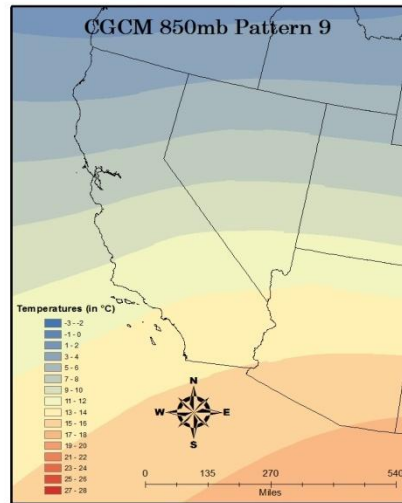 CGCM 850mb Pattern 9
Temperatures (in °C)
-3 - -2
-1 - 0
1 - 2
3 - 4
5 - 6
7 - 8
9 - 10
11 - 12
13 - 14
15 - 16
17 - 18
19 - 20
21 - 22
23 - 24
25 - 26
27 - 28
N
W E
S
0 135 270 540
Miles